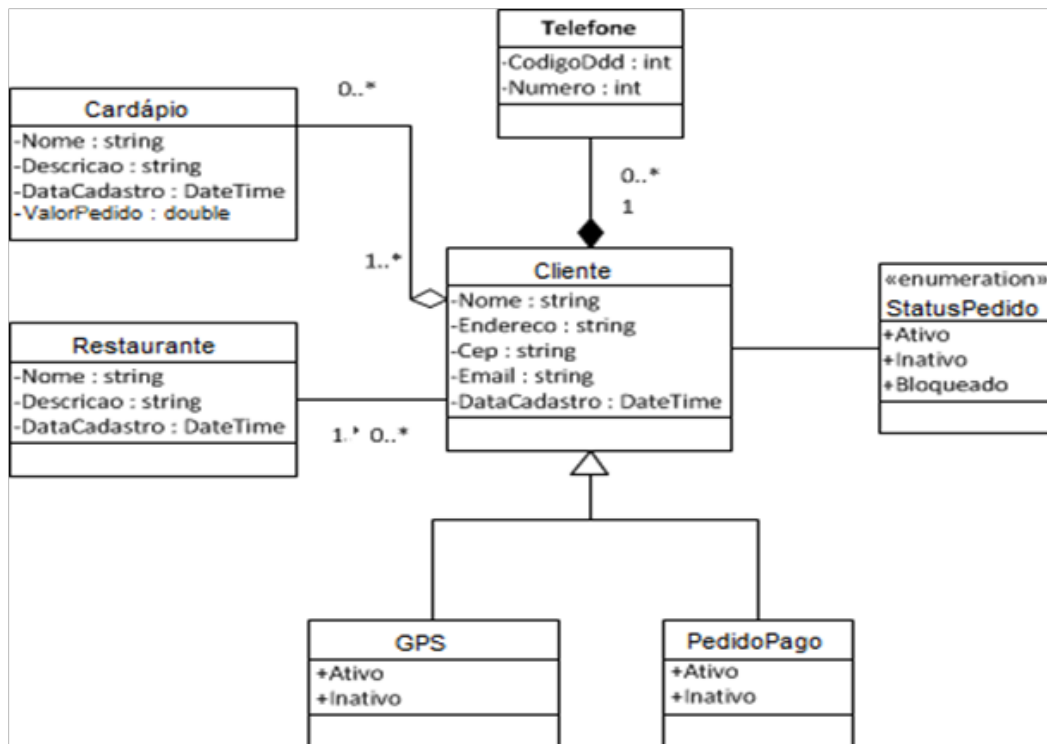 Telefone
-CodigoDdd : int
-Numero : int
0..*
Cardápio
-Nome : string
-Descricao : string
-DataCadastro : DateTime
-ValorPedido : double
0..*
1
1..*
Cliente
-Nome : string
-Endereco : string
-Cep : string
-Email : string
-DataCadastro : DateTime
«enumeration»
StatusPedido
+Ativo
+Inativo
+Bloqueado
Restaurante
-Nome : string
-Descricao : string
-DataCadastro : DateTime
1..* 0..*
GPS
+Ativo
+Inativo
PedidoPago
+Ativo
+Inativo